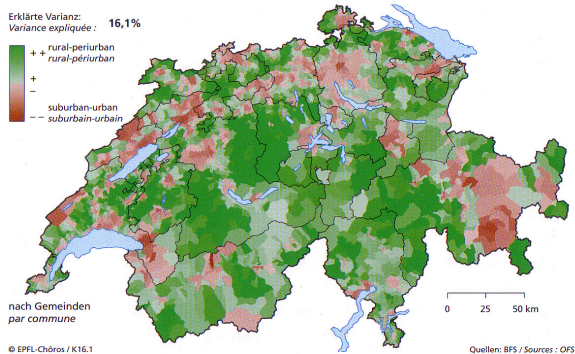 Erklärte Varianz:
Variance expliquée :
16,1%
+ + rural-periurban
rural-périurban
+
–
suburban-urban
– – suburbain-urbain
nach Gemeinden
par commune
0 25 50 km
© EPFL-Chôros / K16.1
Quellen: BFS / Sources : OFS